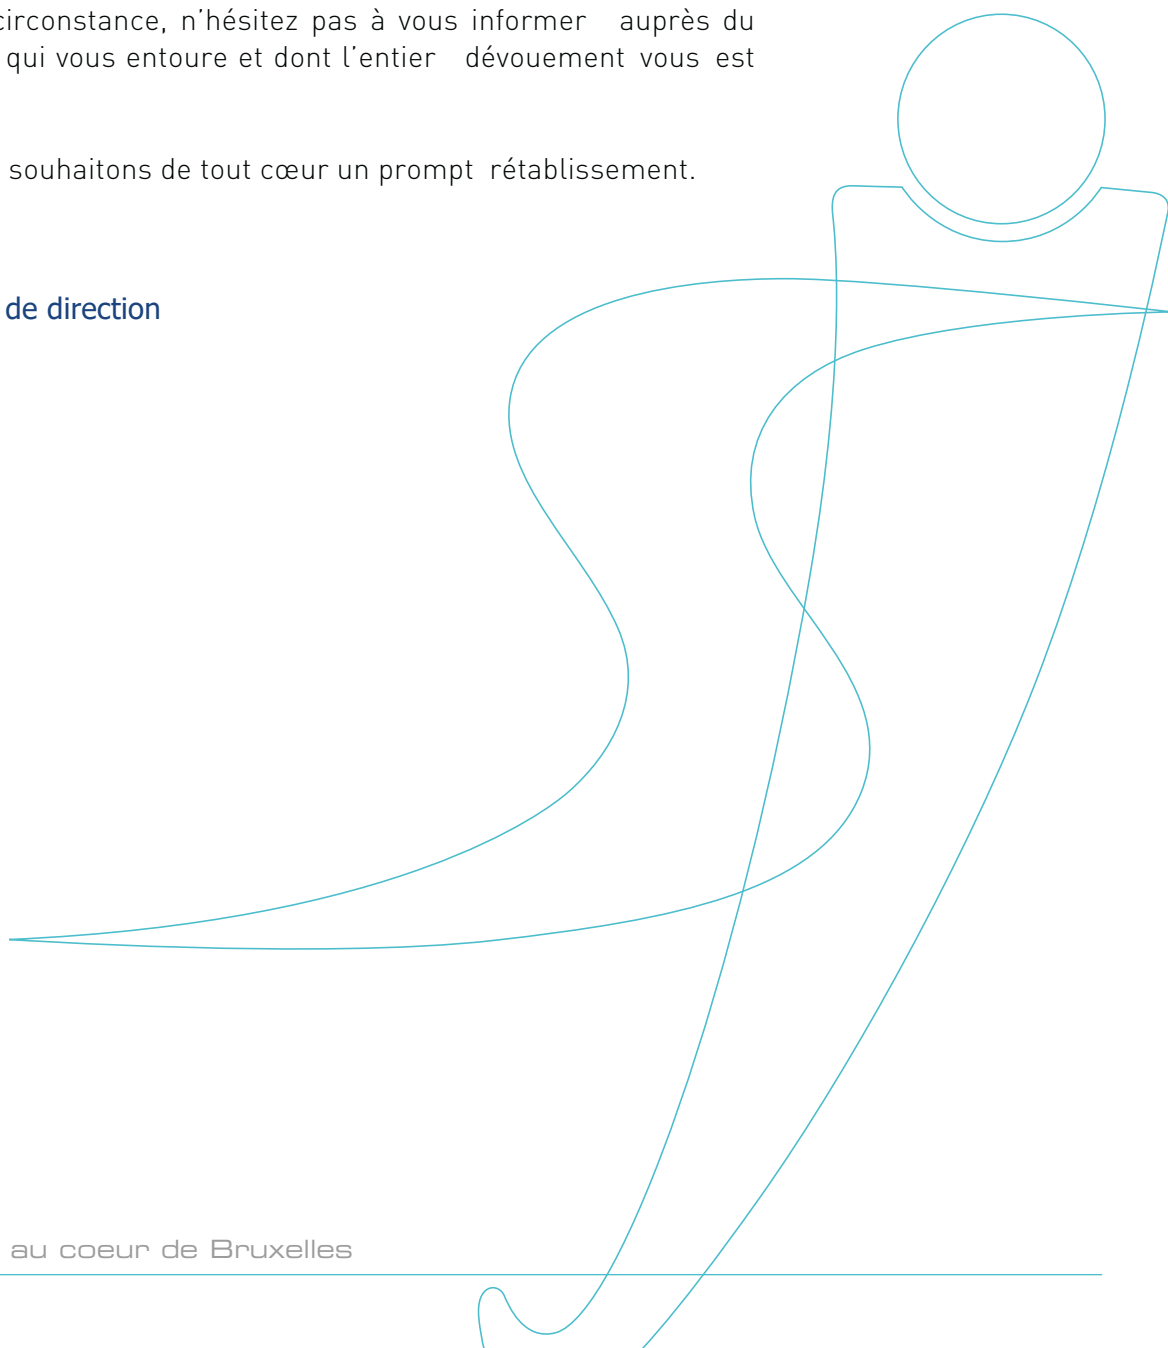 circonstance, n’hésitez pas à vous informer auprès du
qui vous entoure et dont l’entier dévouement vous est
souhaitons de tout cœur un prompt rétablissement.
de direction
au coeur de Bruxelles